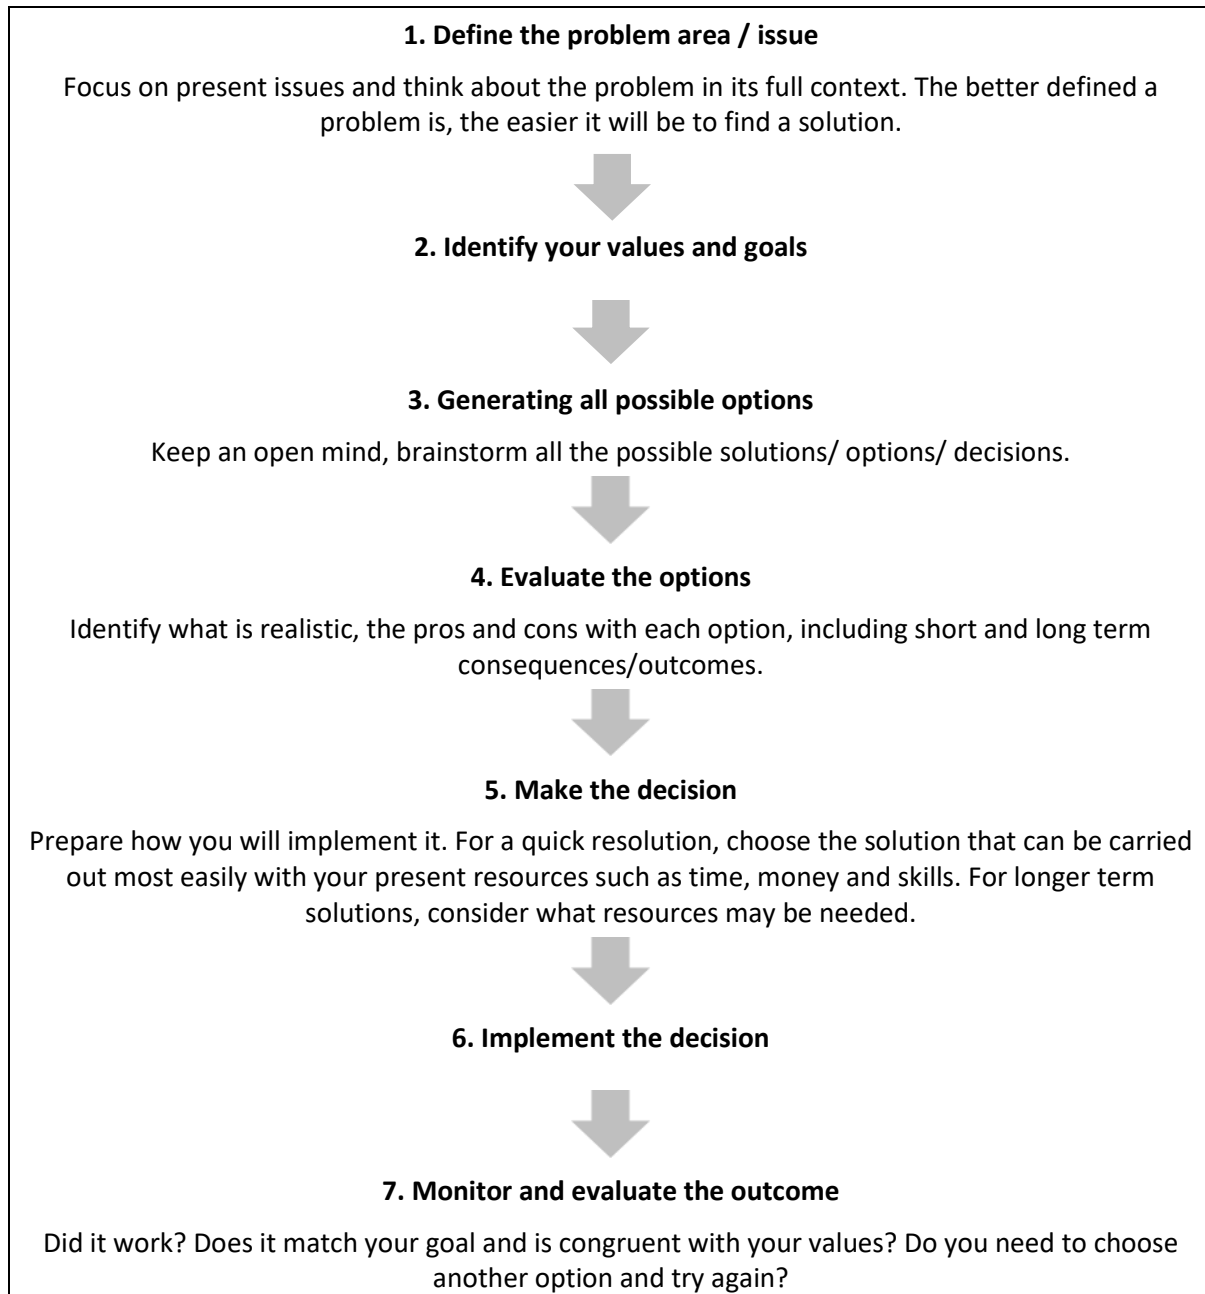 1. Define the problem area / issue
Focus on present issues and think about the problem in its full context. The better defined a
problem is, the easier it will be to find a solution.
2. Identify your values and goals
3. Generating all possible options
Keep an open mind, brainstorm all the possible solutions/ options/ decisions.
4. Evaluate the options
Identify what is realistic, the pros and cons with each option, including short and long term
consequences/outcomes.
5. Make the decision
Prepare how you will implement it. For a quick resolution, choose the solution that can be carried
out most easily with your present resources such as time, money and skills. For longer term
solutions, consider what resources may be needed.
6. Implement the decision
7. Monitor and evaluate the outcome
Did it work? Does it match your goal and is congruent with your values? Do you need to choose
another option and try again?